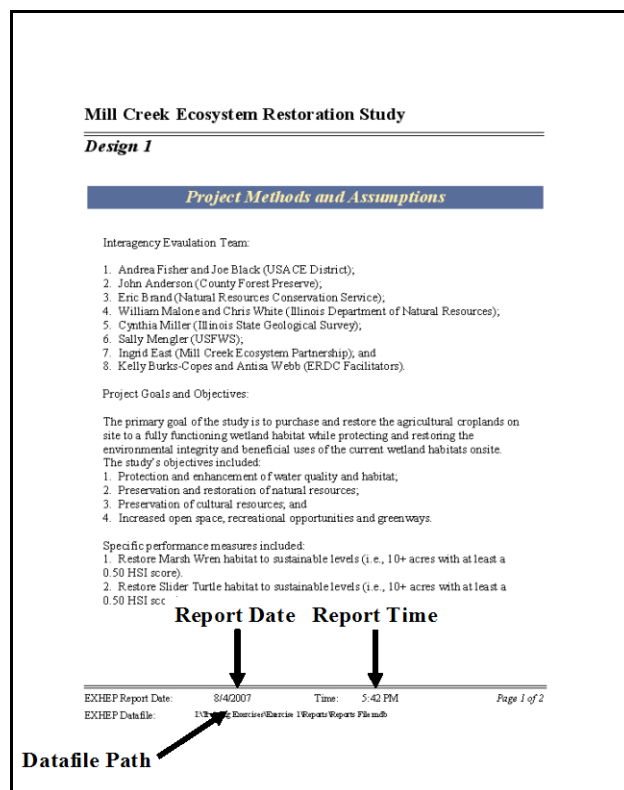 Mill Creek Ecosystem Restoration Study
Design 1
Project Methods and Assumptions
Interagency Evaulation Team:
1. Andrea Fisher and Joe Black (USACE District);
2. John Anderson (County Forest Preserve);
3. Eric Brand (Natural Resources Conservation Service);
4. William Malone and Chris White (Illinois Department of Natural Resources);
5. Cynthia Miller (Illinois State Geological Survey);
6. Sally Mengler (USFWS);
7. Ingrid East (Mill Creek Ecosystem Partnership); and
8. Kelly Burks-Copes and Antisa Webb (ERDC Facilitators).
Project Goals and Objectives:
The primary goal of the study is to purchase and restore the agricultural croplands on
site to a fully functioning wetland habitat while protecting and restoring the
environmental integrity and beneficial uses of the current wetland habitats onsite.
The study's objectives included:
1. Protection and enhancement of water quality and habitat;
2. Preservation and restoration of natural resources;
3. Preservation of cultural resources; and
4. Increased open space, recreational opportunities and greenways.
Specific performance measures included:
1. Restore Marsh Wren habitat to sustainable levels (i.e., 10+ acres with at least a
0.50 HSI score).
2. Restore Slider Turtle habitat to sustainable levels (i.e., 10+ acres with at least a
0.50 HSI
Report Date Report Time
EXHEP Report Date: 8/4/2007 Time: 5:42 PM Page 1 of 2
EXHEP Datafile: Exercises\Exercise 1\Reports\Reports File.mdb
Datafile Path